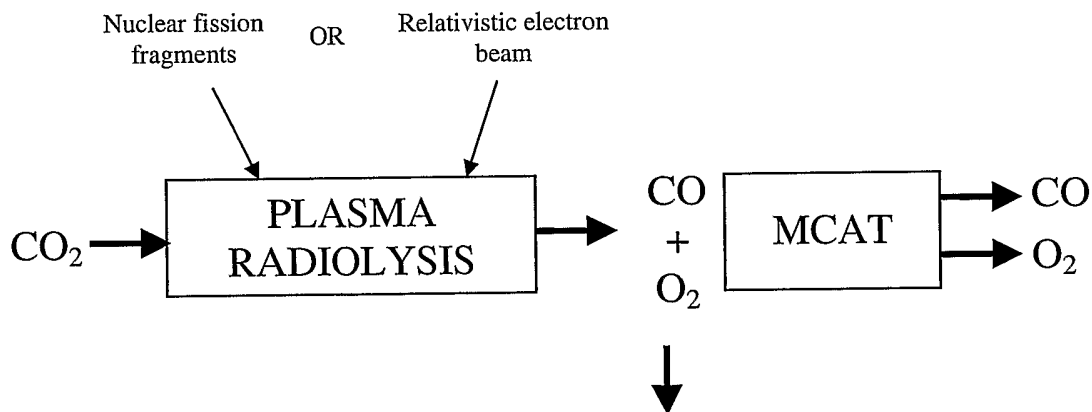 Nuclear fission
fragments
OR
Relativistic electron
beam
CO₂
PLASMA
RADIOLYSIS
CO
+
O₂
MCAT
CO
O₂